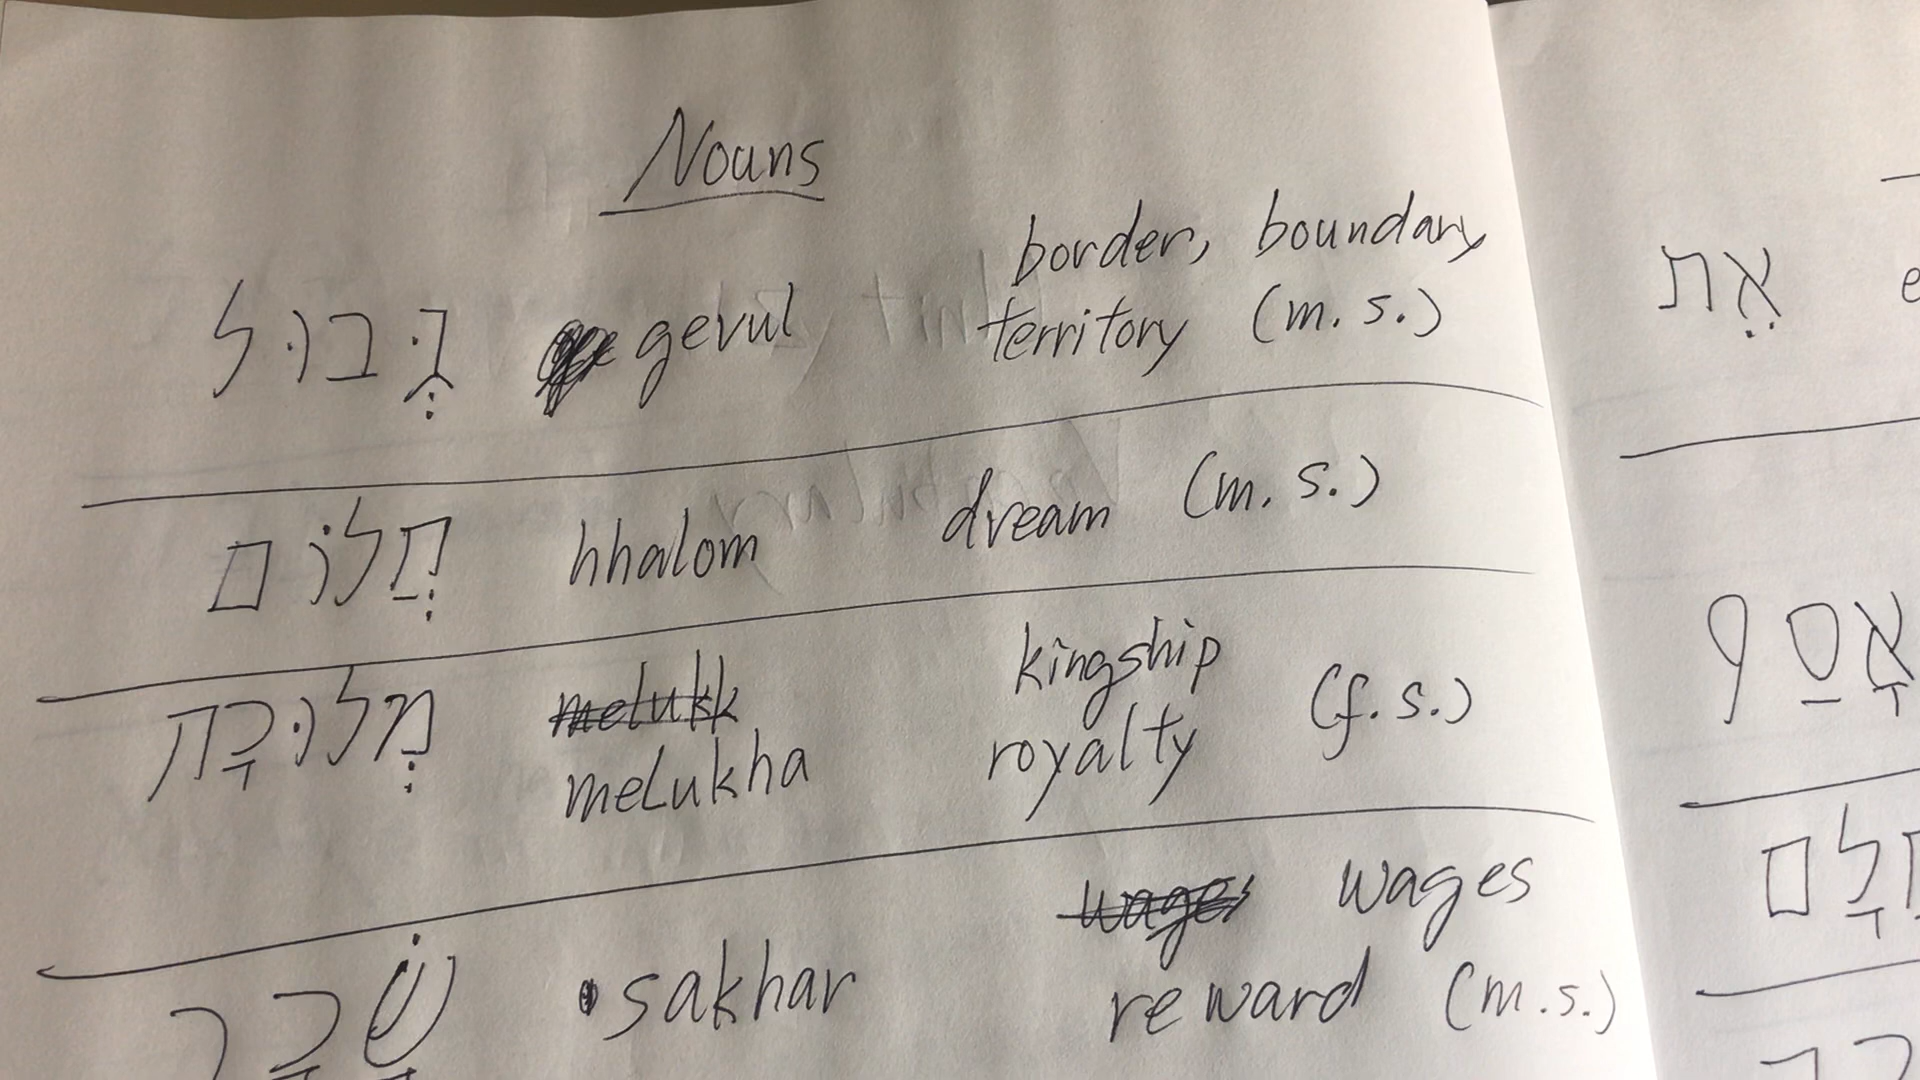 Nouns
גְּבוּל gevul border, boundary,
territory (m. s.)
חֲלוֹם hhalom dream (m. s.)
מְלוּכָה melukk kingship
melukha royalty (f. s.)
שָׂכָר sakhar wages wages
reward (m.s.)
אֵת e
אָסַף